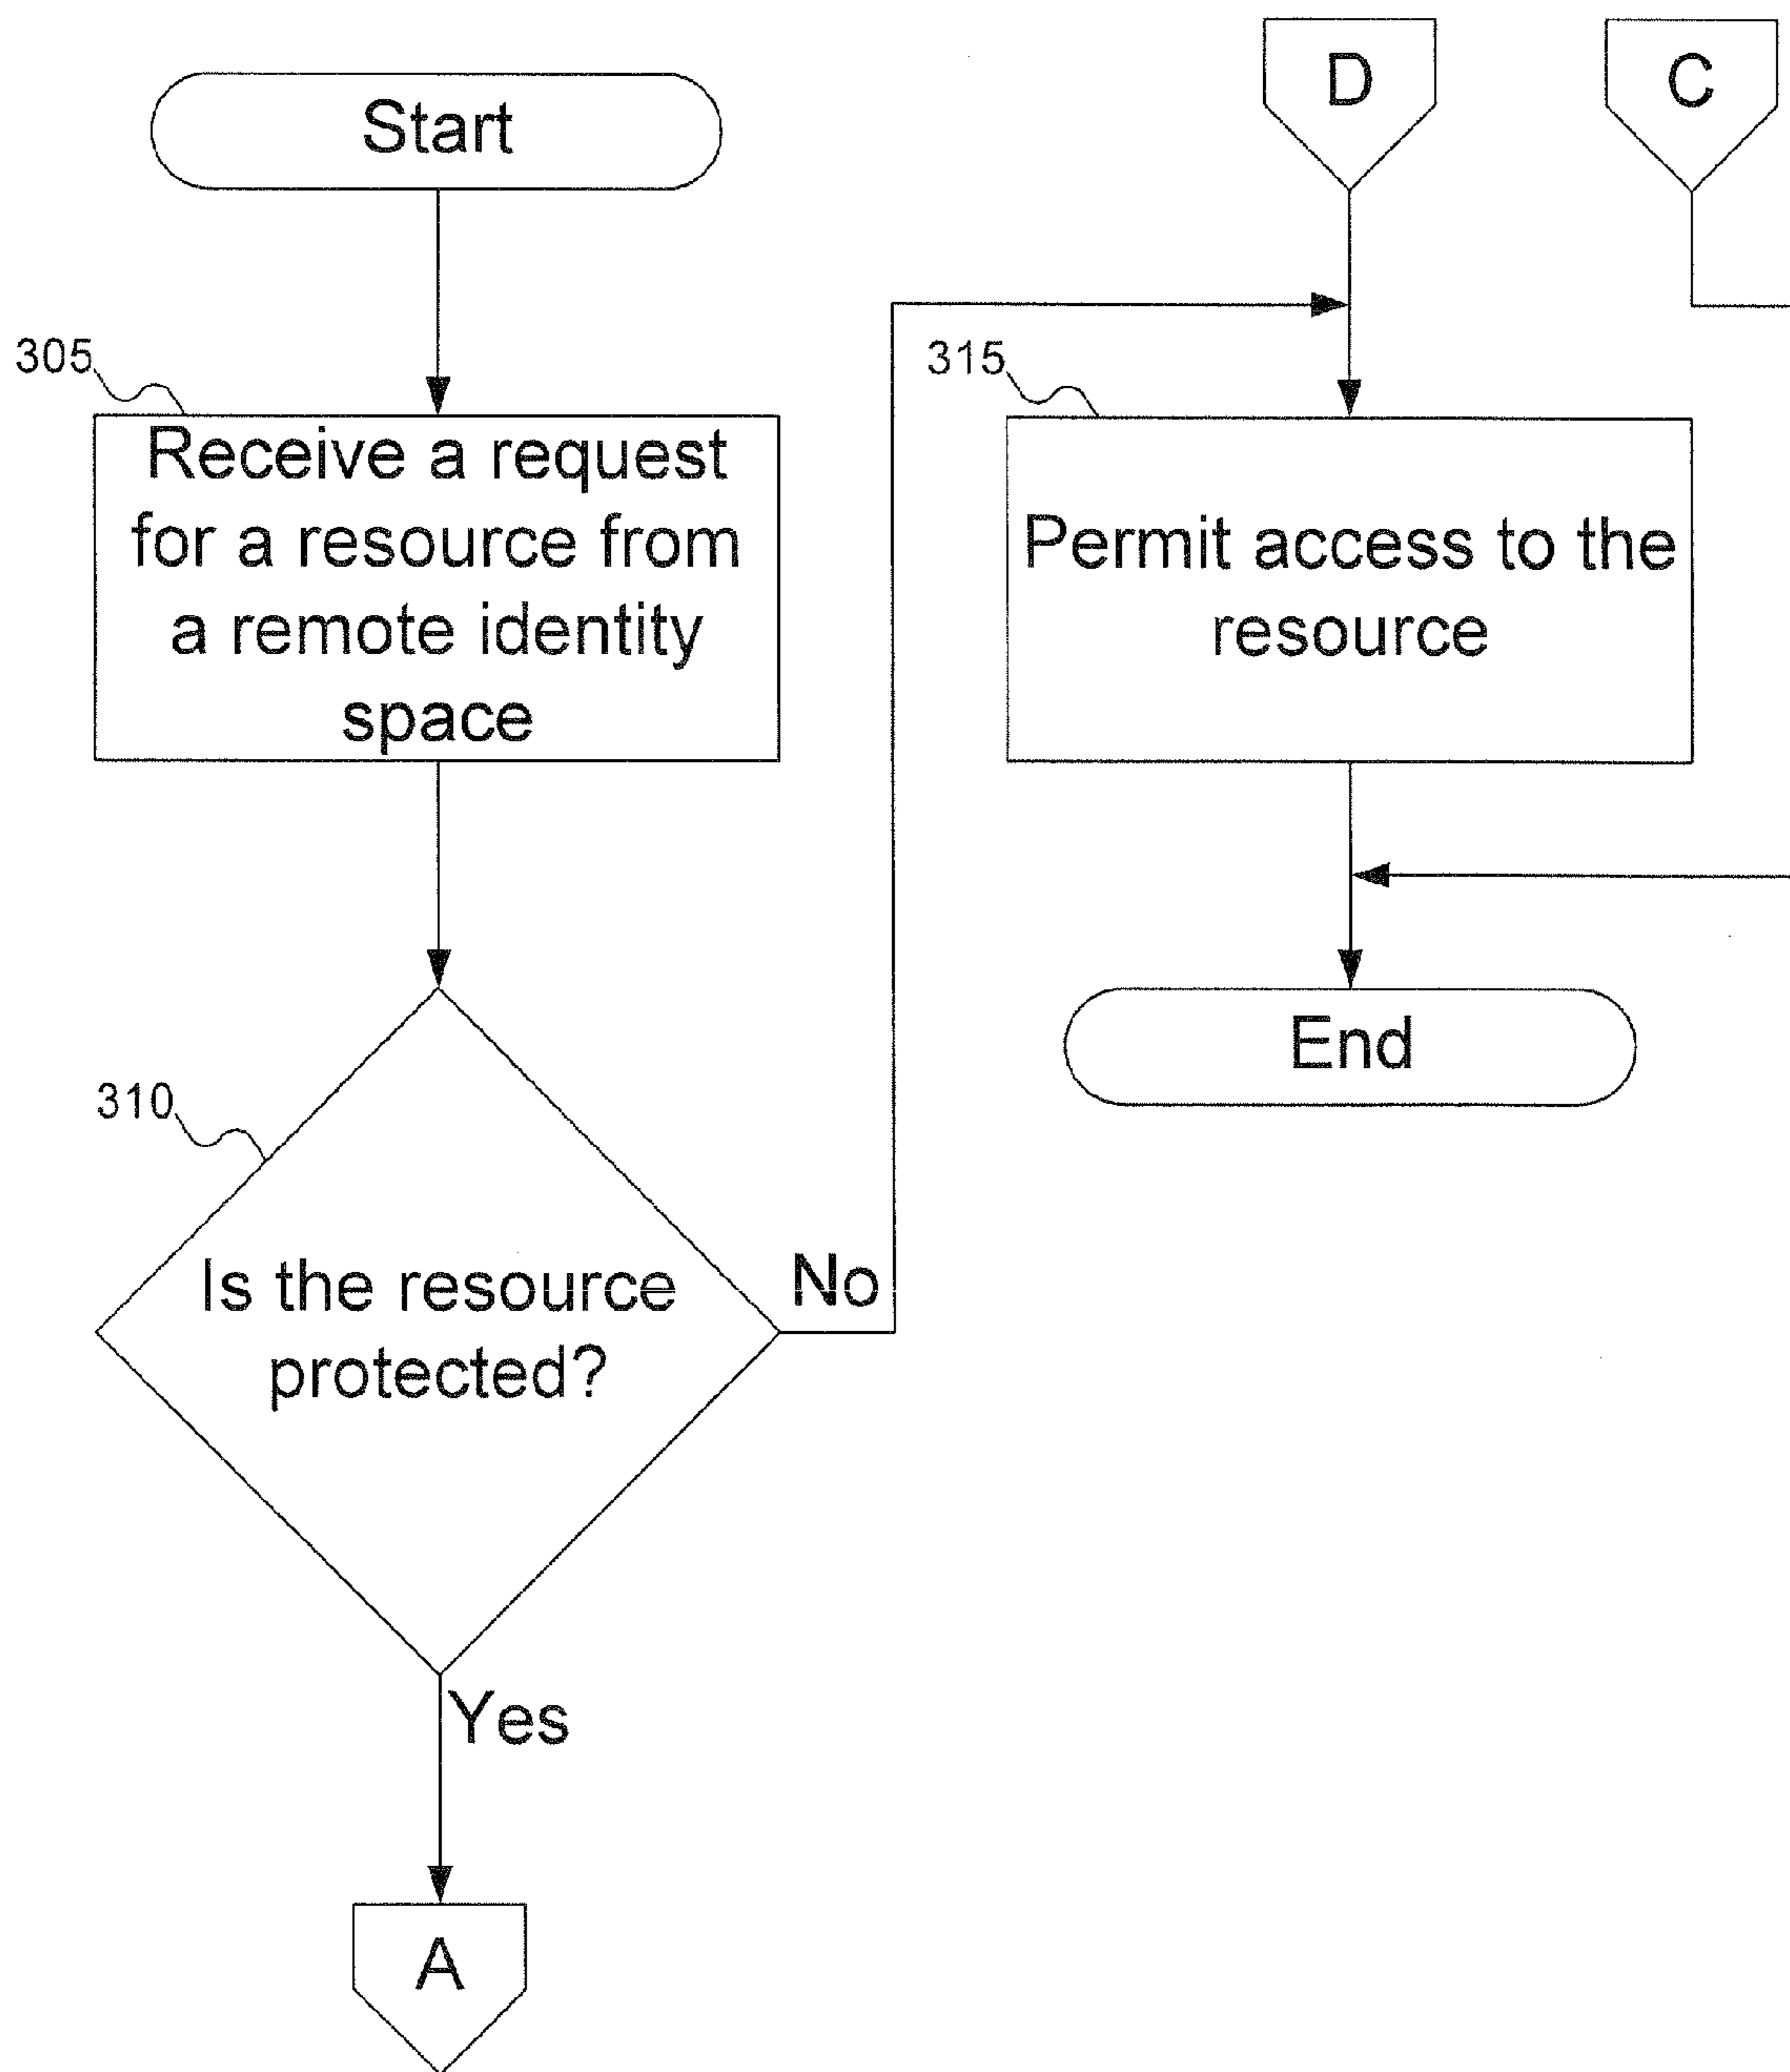 Start
305
Receive a request
for a resource from
a remote identity
space
310
Is the resource
protected?
No
Yes
A
D
C
315
Permit access to the
resource
End